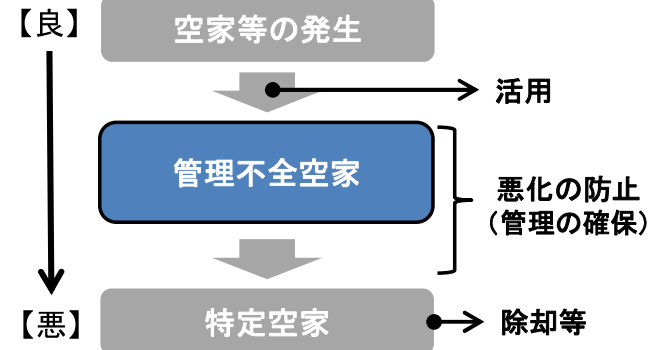 【良】
空家等の発生
活用
管理不全空家
悪化の防止
(管理の確保)
【悪】
特定空家
除却等